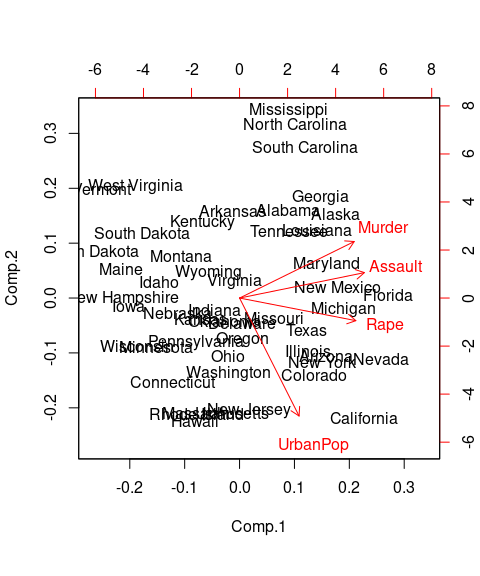 -6 -4 -2 0 2 4 6 8
Mississippi
North Carolina
South Carolina
Vermont West Virginia
Georgia
Arkansas Alabama Alaska
Kentucky
Louisiana
Tennessee
Murder
South Dakota
h Dakota Montana
Maryland
Maine Wyoming
Assault
Idaho Virginia
New Mexico
ew Hampshire Florida
Iowa Indiana Michigan
Nebraska
Kansas Missouri
Delaware Rape
Oregon Texas
Pennsylvania
Wisconsin Minnesota
Illinois
Ohio Arizona Nevada
New York
Washington Colorado
Connecticut
New Jersey
Rhode Island Massachusetts
Hawaii California
UrbanPop
-0.2 -0.1 0.0 0.1 0.2 0.3
Comp.1
Comp.2
0.3
0.2
0.1
0.0
-0.1
-0.2
8
6
4
2
0
-2
-4
-6